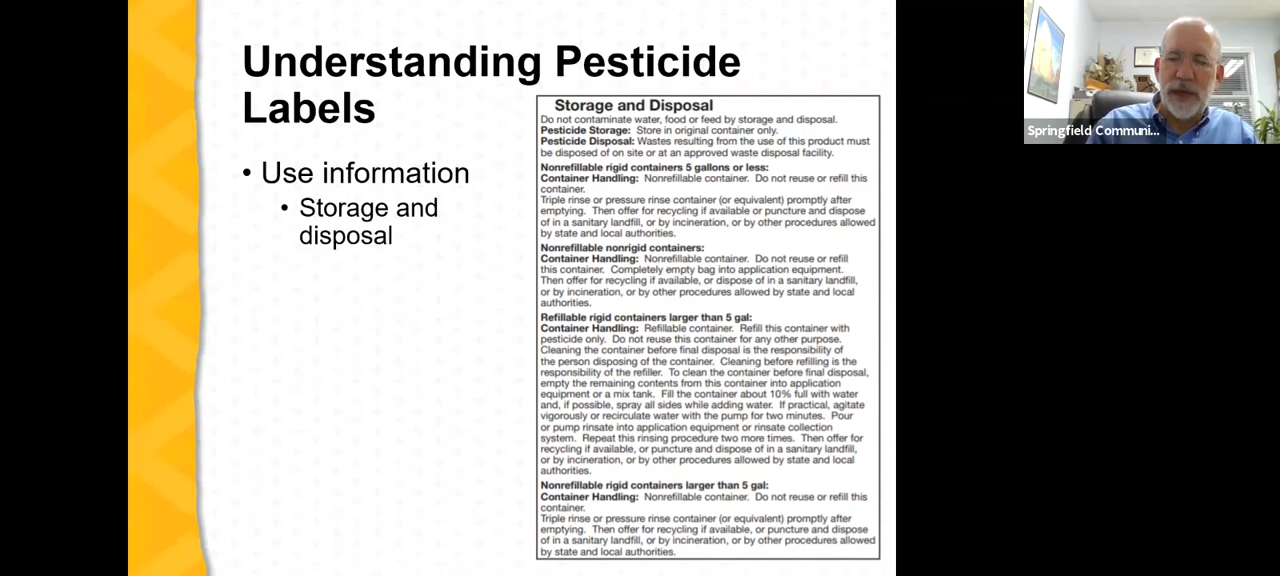 Understanding Pesticide
Labels
• Use information
• Storage and
disposal
Storage and Disposal
Do not contaminate water, food or feed by storage and disposal.
Pesticide Storage: Store in original container only.
Pesticide Disposal: Wastes resulting from the use of this product must
be disposed of on site or at an approved waste disposal facility.
Nonrefillable rigid containers 5 gallons or less:
Container Handling: Nonrefillable container. Do not reuse or refill this
container.
Triple rinse or pressure rinse container (or equivalent) promptly after
emptying. Then offer for recycling if available or puncture and dispose
of in a sanitary landfill, or by incineration, or by other procedures allowed
by state and local authorities.
Nonrefillable nonrigid containers:
Container Handling: Nonrefillable container. Do not reuse or refill
this container. Completely empty bag into application equipment.
Then offer for recycling if available, or dispose of in a sanitary landfill,
or by incineration, or by other procedures allowed by state and local
authorities.
Refillable rigid containers larger than 5 gal:
Container Handling: Refillable container. Refill this container with
pesticide only. Do not reuse this container for any other purpose.
Cleaning the container before final disposal is the responsibility of
the person disposing of the container. Cleaning before refilling is the
responsibility of the refiller. To clean the container before final disposal,
empty the remaining contents from this container into application
equipment or a mix tank. Fill the container about 10% full with water
and, if possible, spray all sides while adding water. If practical, agitate
vigorously or recirculate water with the pump for two minutes. Pour
or pump rinsate into application equipment or rinsate collection
system. Repeat this rinsing procedure two more times. Then offer for
recycling if available, or puncture and dispose of in a sanitary landfill,
or by incineration, or by other procedures allowed by state and local
authorities.
Nonrefillable rigid containers larger than 5 gal:
Container Handling: Nonrefillable container. Do not reuse or refill this
container.
Triple rinse or pressure rinse container (or equivalent) promptly after
emptying. Then offer for recycling if available, or puncture and dispose
of in a sanitary landfill, or by incineration, or by other procedures allowed
by state and local authorities.
Springfield Communi...